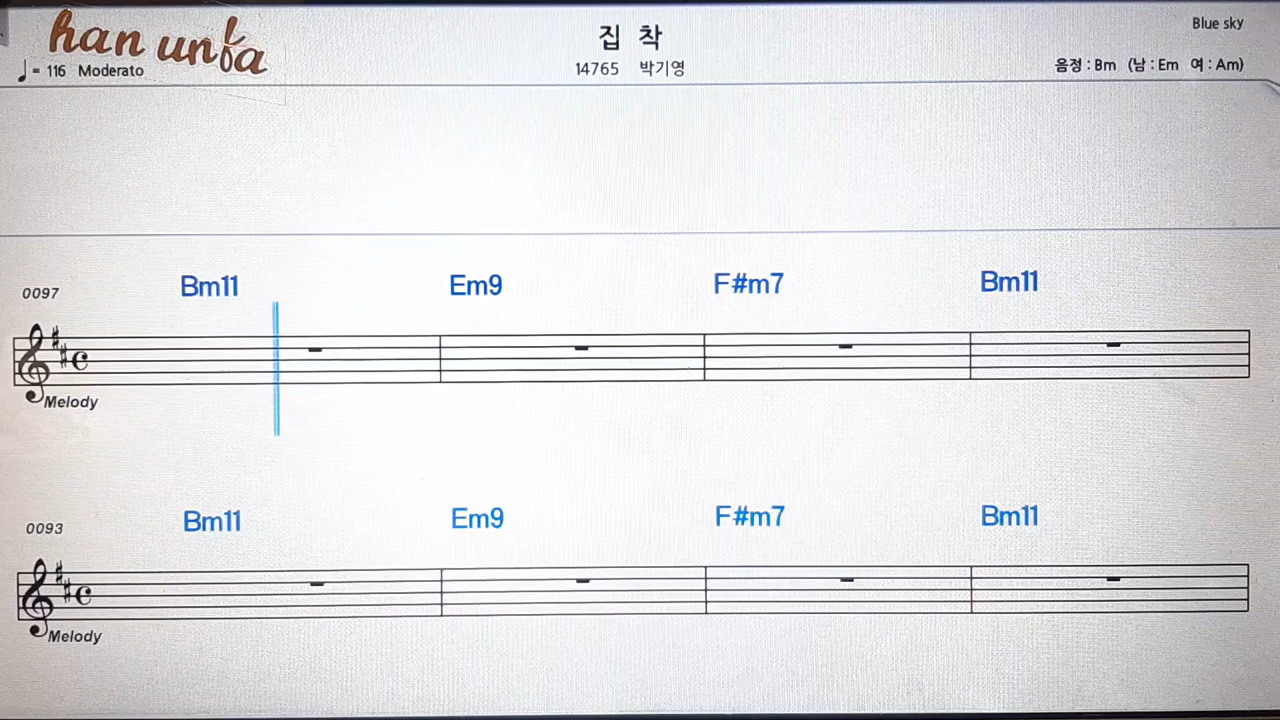 han unfa
집 착
Blue sky
♩= 116 Moderato
14765 박기영
음정 : Bm (남 : Em 여 : Am)
0097
Bm11 Em9 F#m7 Bm11
Melody
0093
Bm11 Em9 F#m7 Bm11
Melody